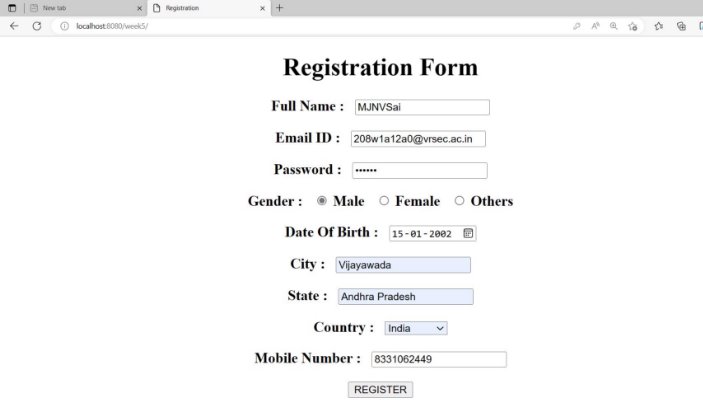 New tab
Registration
localhost:8080/week5/
Registration Form
Full Name : MJNVSai
Email ID : 208w1a12a0@vrsec.ac.in
Password : ••••••
Gender : Male Female Others
Date Of Birth : 15-01-2002
City : Vijayawada
State : Andhra Pradesh
Country : India
Mobile Number : 8331062449
REGISTER